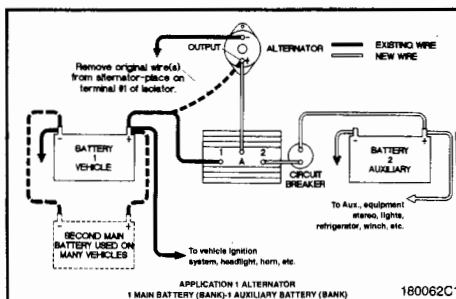 OUTPUT
ALTERNATOR
EXISTING WIRE
NEW WIRE
Remove original wire(s)
from alternator-place on
terminal #1 of isolator.
- +
BATTERY
1
VEHICLE
1 A 2
CIRCUIT
BREAKER
- +
BATTERY
2
AUXILIARY
SECOND MAIN
BATTERY USED ON
MANY VEHICLES
To Aux., equipment
stereo, lights,
refrigerator, winch, etc.
To vehicle ignition
system, headlight, horn, etc.
APPLICATION 1 ALTERNATOR
1 MAIN BATTERY (BANK)-1 AUXILIARY BATTERY (BANK)
180062C1